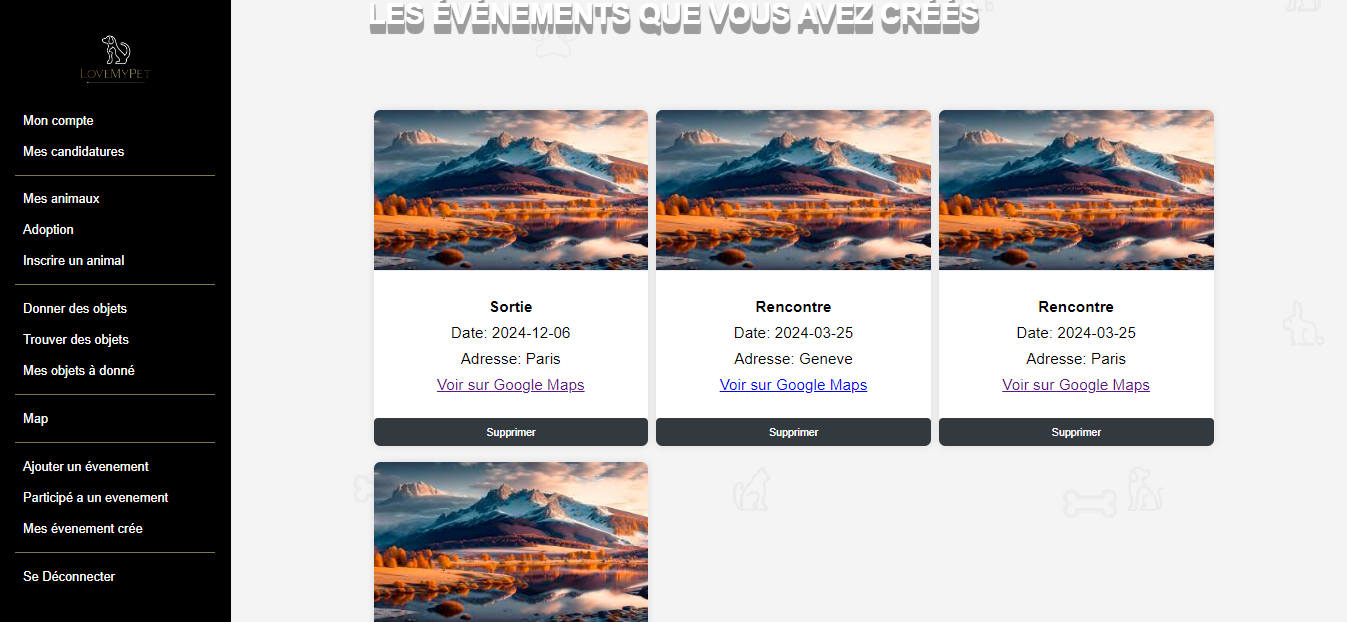 LOVEMYPET
Mon compte
Mes candidatures
Mes animaux
Adoption
Inscrire un animal
Donner des objets
Trouver des objets
Mes objets à donné
Map
Ajouter un évenement
Participé a un evenement
Mes évenement crée
Se Déconnecter
LES ÉVÉNEMENTS QUE VOUS AVEZ CRÉÉS
Sortie
Date: 2024-12-06
Adresse: Paris
Voir sur Google Maps
Supprimer
Rencontre
Date: 2024-03-25
Adresse: Geneve
Voir sur Google Maps
Supprimer
Rencontre
Date: 2024-03-25
Adresse: Paris
Voir sur Google Maps
Supprimer